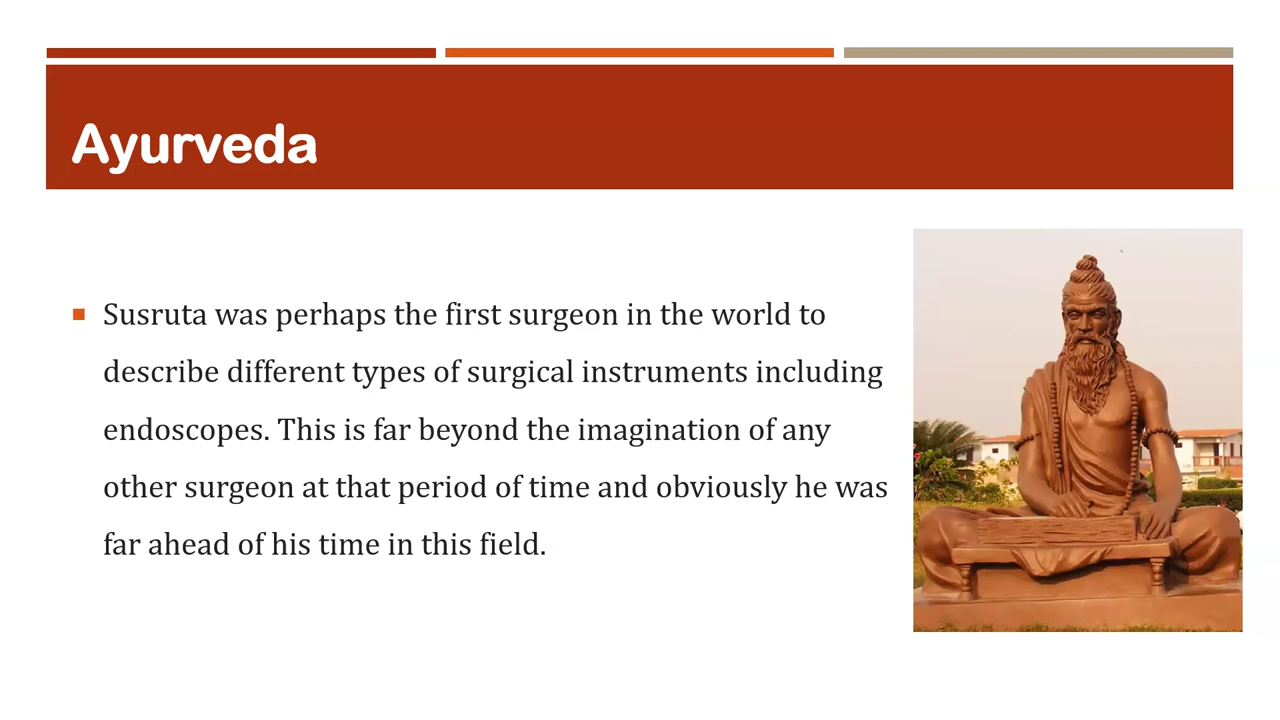 Ayurveda
Susruta was perhaps the first surgeon in the world to
describe different types of surgical instruments including
endoscopes. This is far beyond the imagination of any
other surgeon at that period of time and obviously he was
far ahead of his time in this field.